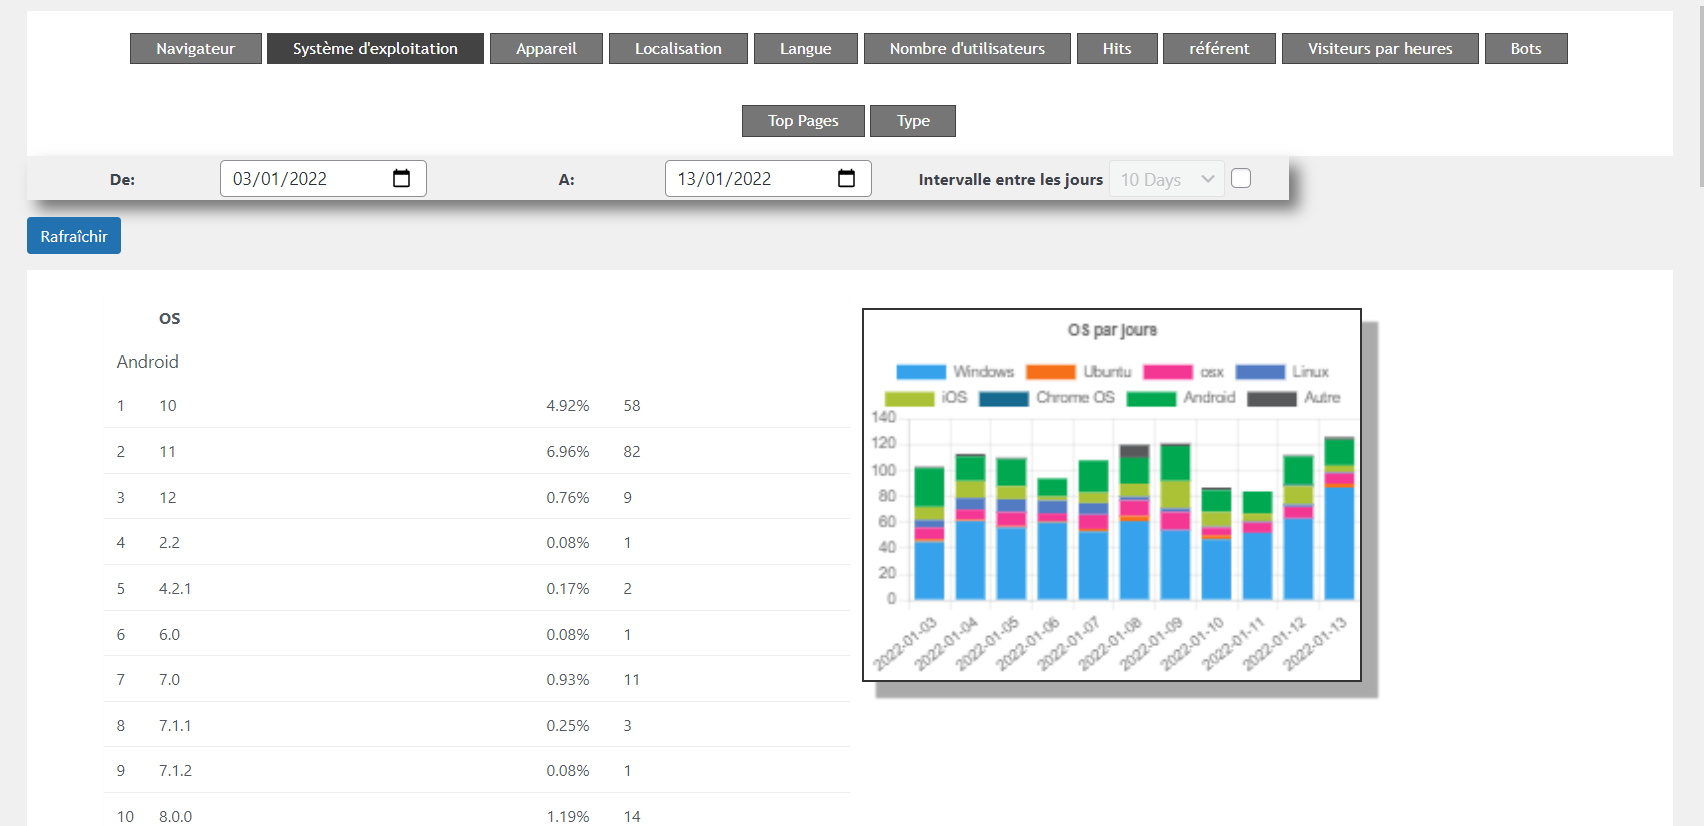 Navigateur Système d'exploitation Appareil Localisation Langue Nombre d'utilisateurs Hits référent Visiteurs par heures Bots
Top Pages Type
De: 03/01/2022 A: 13/01/2022 Intervalle entre les jours 10 Days
Rafraîchir
OS
Android
1 10 4.92% 58
2 11 6.96% 82
3 12 0.76% 9
4 2.2 0.08% 1
5 4.2.1 0.17% 2
6 6.0 0.08% 1
7 7.0 0.93% 11
8 7.1.1 0.25% 3
9 7.1.2 0.08% 1
10 8.0.0 1.19% 14
OS par jours
Windows Ubuntu osx Linux
iOS Chrome OS Android Autre
140
120
100
80
60
40
20
0
2022-01-03 2022-01-04 2022-01-05 2022-01-06 2022-01-07 2022-01-08 2022-01-09 2022-01-10 2022-01-11 2022-01-12 2022-01-13